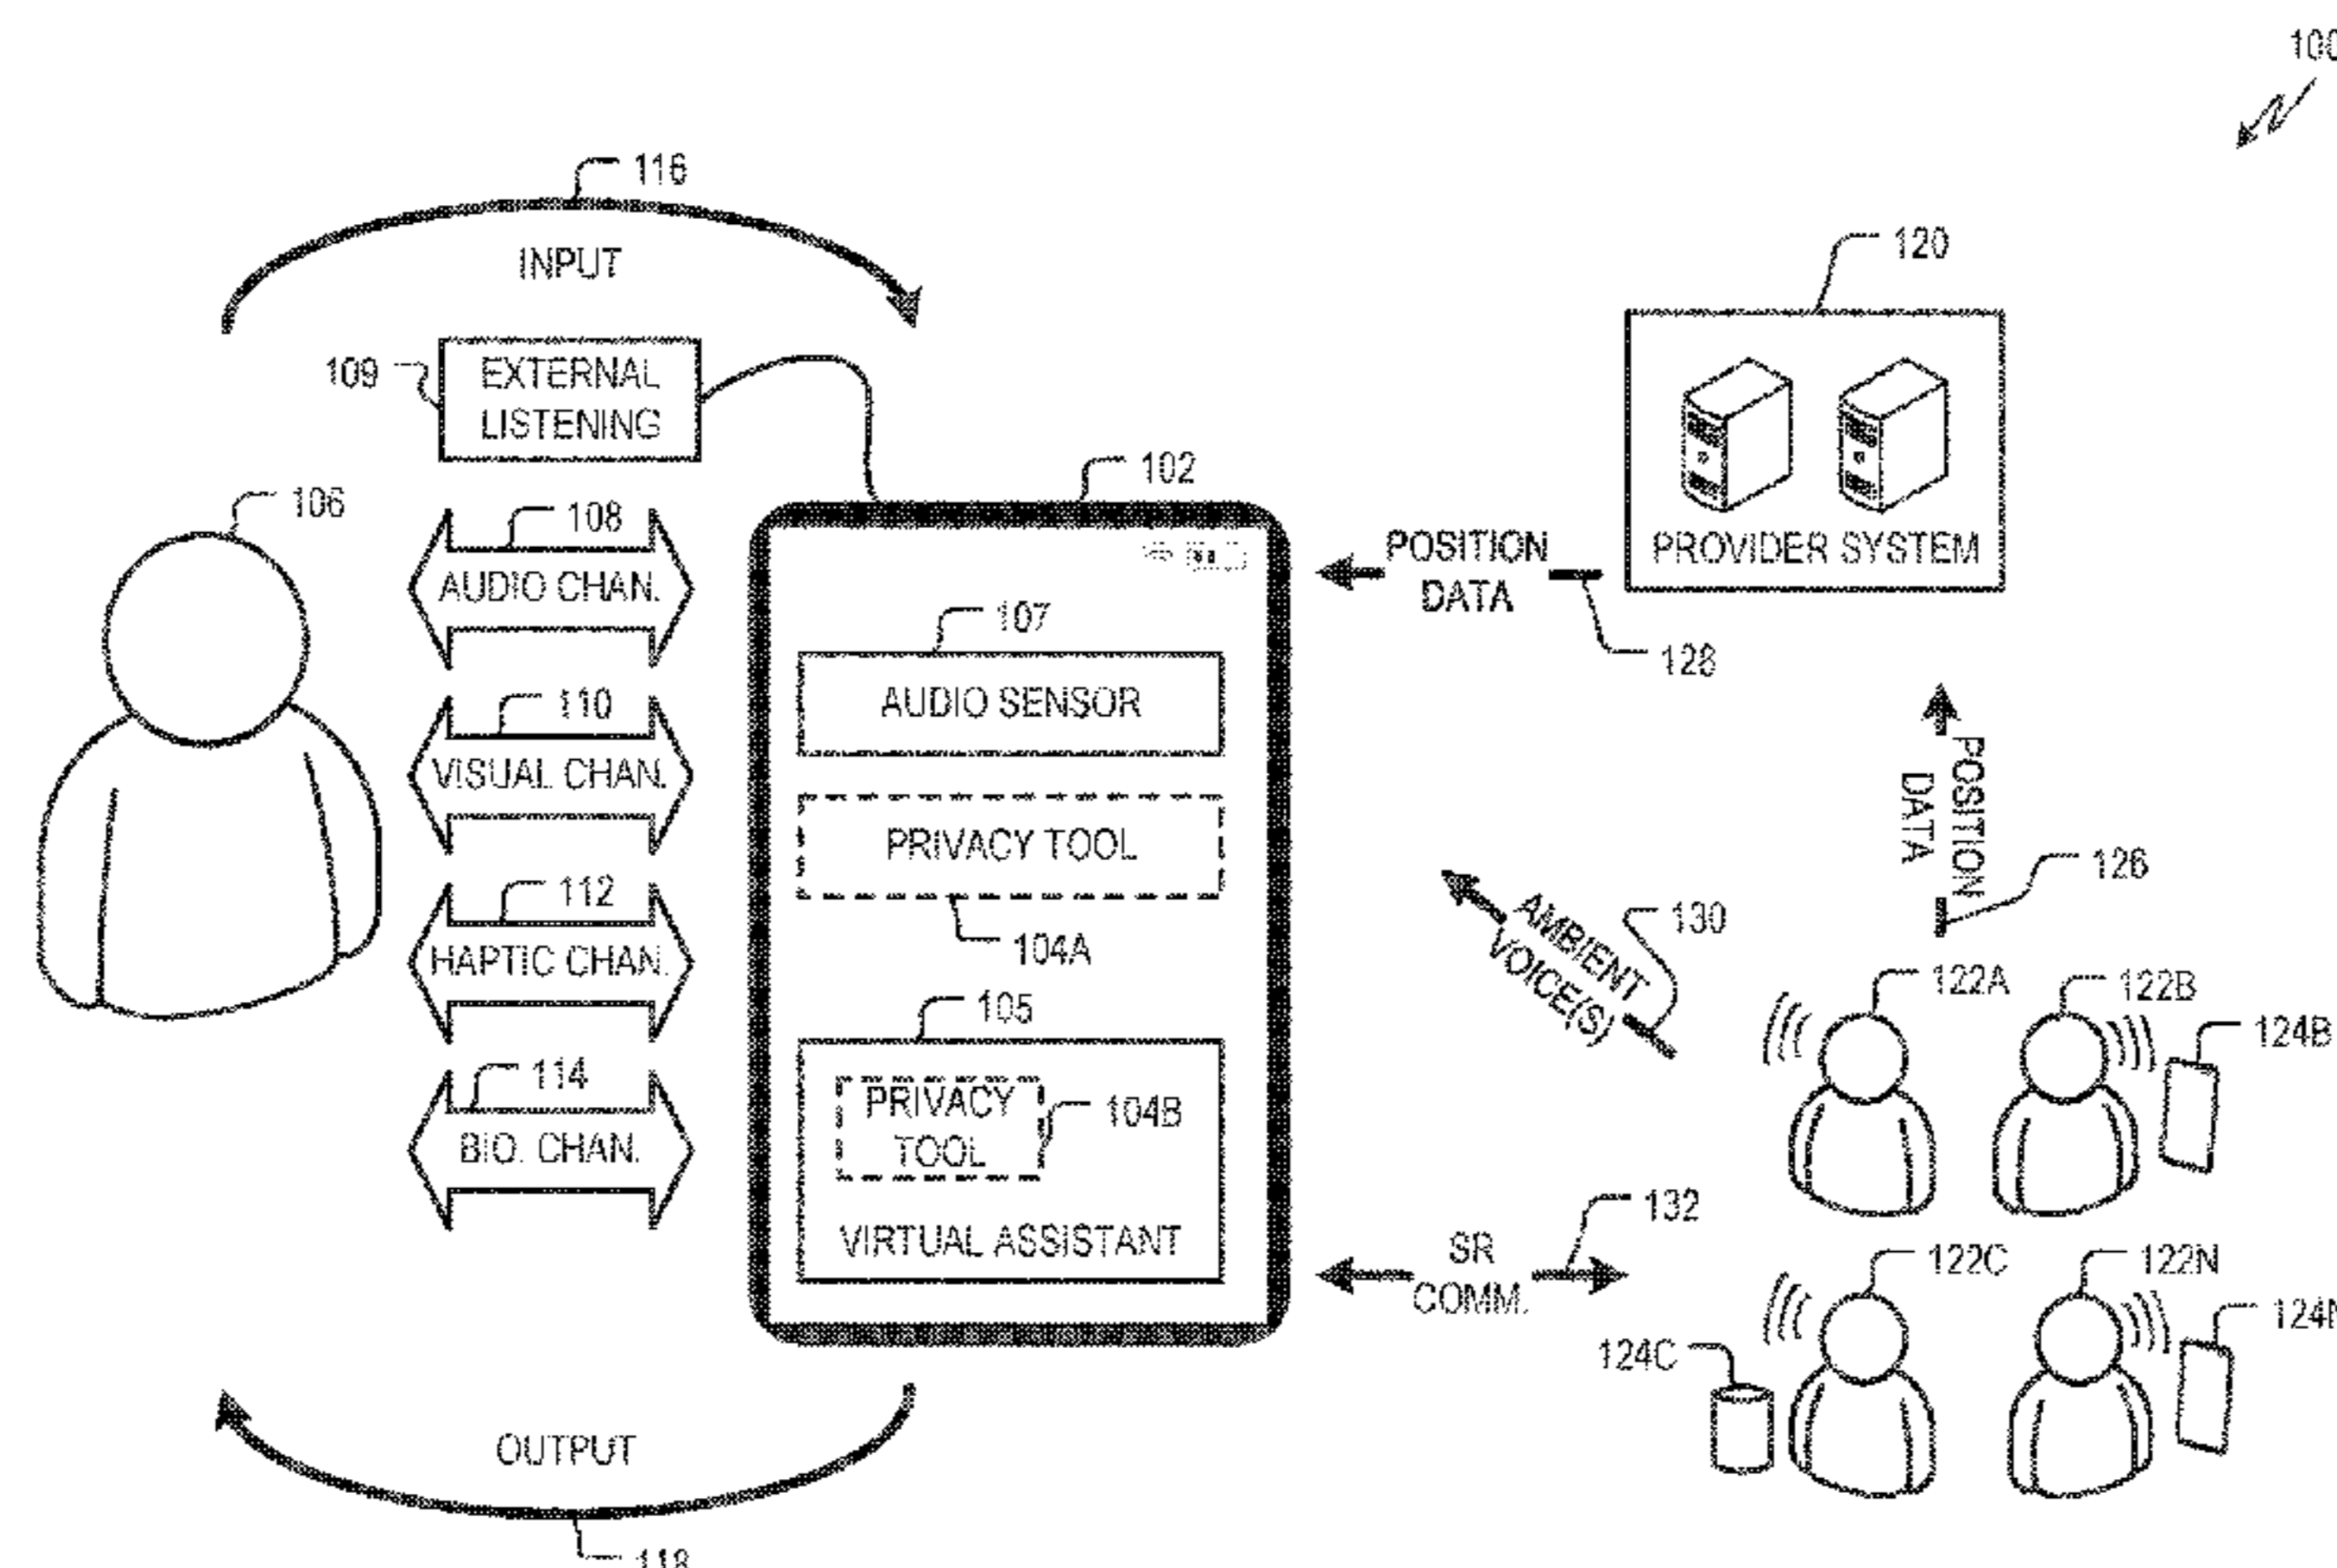 100
116
INPUT
120
109
EXTERNAL
LISTENING
102
106
108
AUDIO CHAN.
POSITION
DATA
PROVIDER SYSTEM
128
107
AUDIO SENSOR
110
VISUAL CHAN.
PRIVACY TOOL
104A
POSITION
DATA
126
AMBIENT
VOICE(S)
130
112
HAPTIC CHAN.
105
122A
122B
124B
114
BIO. CHAN.
PRIVACY
TOOL
104B
VIRTUAL ASSISTANT
132
SR
COMM.
122C
122N
124N
124C
OUTPUT
118